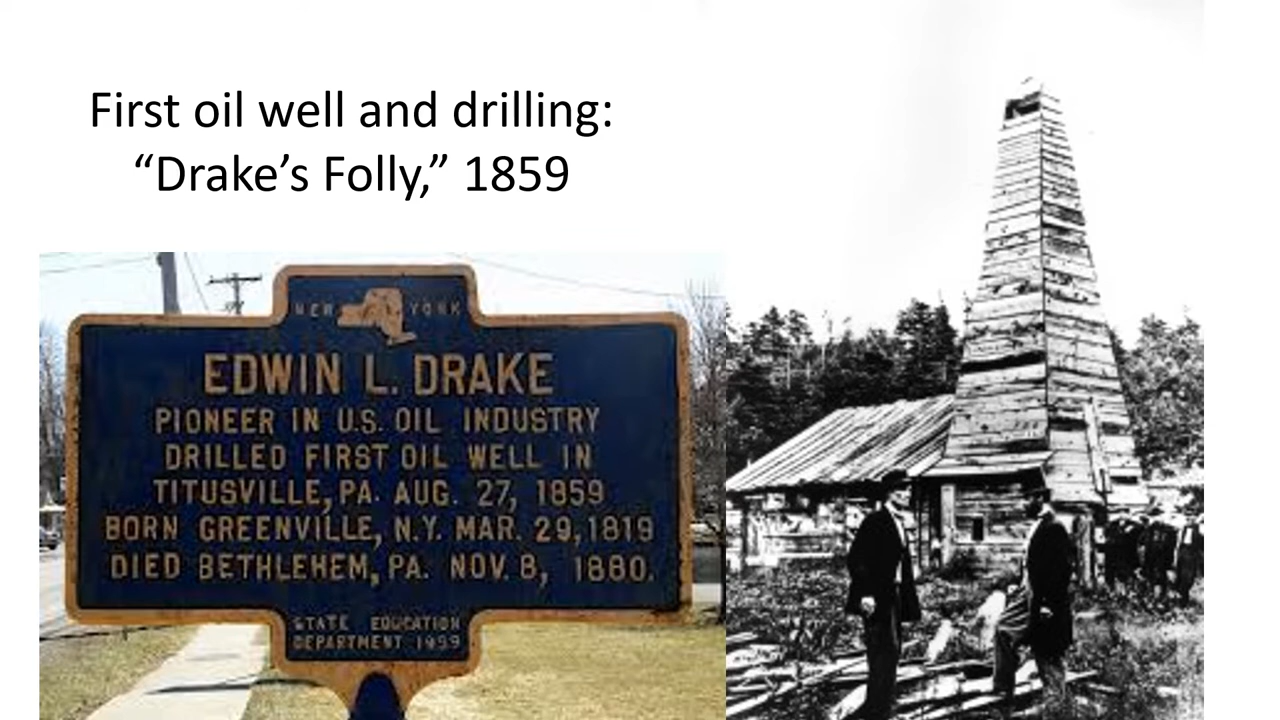 First oil well and drilling:
“Drake’s Folly,” 1859
NEW YORK
EDWIN L. DRAKE
PIONEER IN U.S. OIL INDUSTRY
DRILLED FIRST OIL WELL IN
TITUSVILLE, PA. AUG. 27, 1859
BORN GREENVILLE, N.Y. MAR. 29, 1819
DIED BETHLEHEM, PA. NOV. 8, 1880.
STATE EDUCATION
DEPARTMENT 1959